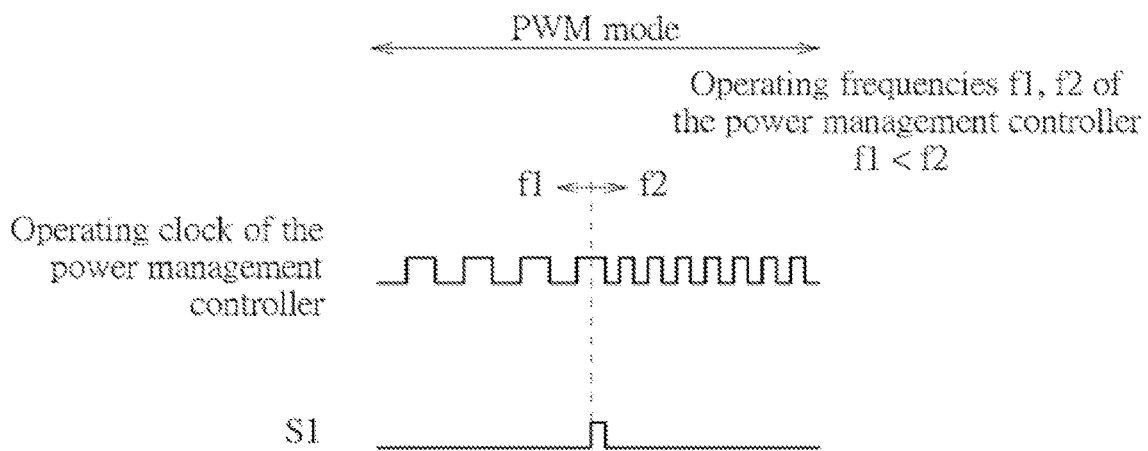 PWM mode
Operating frequencies f1, f2 of
the power management controller
f1 < f2
f1
f2
Operating clock of the
power management
controller
S1